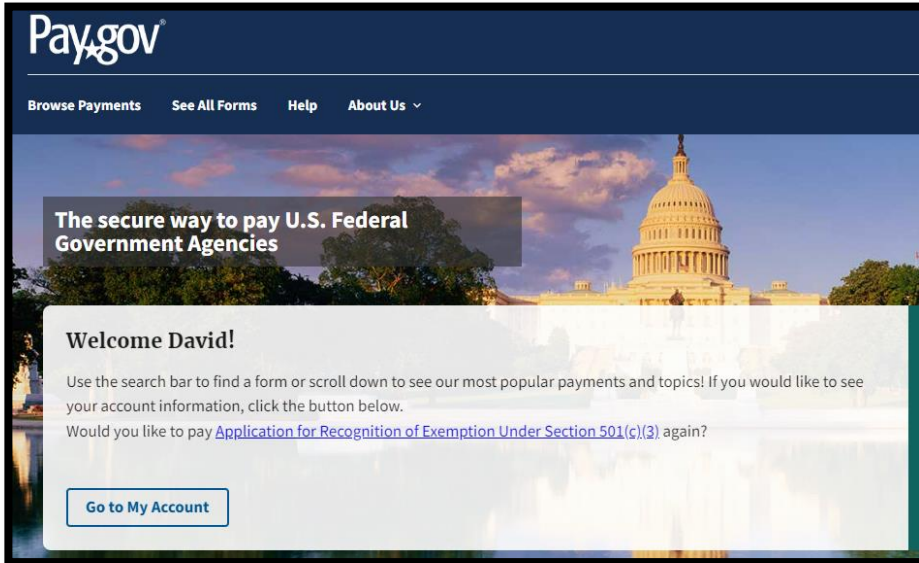 Pay.gov®
Browse Payments See All Forms Help About Us
The secure way to pay U.S. Federal
Government Agencies
Welcome David!
Use the search bar to find a form or scroll down to see our most popular payments and topics! If you would like to see
your account information, click the button below.
Would you like to pay Application for Recognition of Exemption Under Section 501(c)(3) again?
Go to My Account